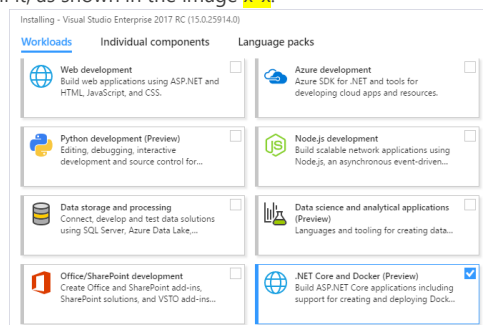 it, as shown in the image x-x.
Installing - Visual Studio Enterprise 2017 RC (15.0.25914.0)
Workloads Individual components Language packs
Web development
Build web applications using ASP.NET and
HTML, JavaScript, and CSS.
Azure development
Azure SDK for .NET and tools for
developing cloud apps and resources.
Python development (Preview)
Editing, debugging, interactive
development and source control for...
Node.js development
Build scalable network applications using
Node.js, an asynchronous event-driven...
Data storage and processing
Connect, develop and test data solutions
using SQL Server, Azure Data Lake,...
Data science and analytical applications
(Preview)
Languages and tooling for creating data...
Office/SharePoint development
Create Office and SharePoint add-ins,
SharePoint solutions, and VSTO add-ins...
.NET Core and Docker (Preview)
Build ASP.NET Core applications including
support for creating and deploying Dock...